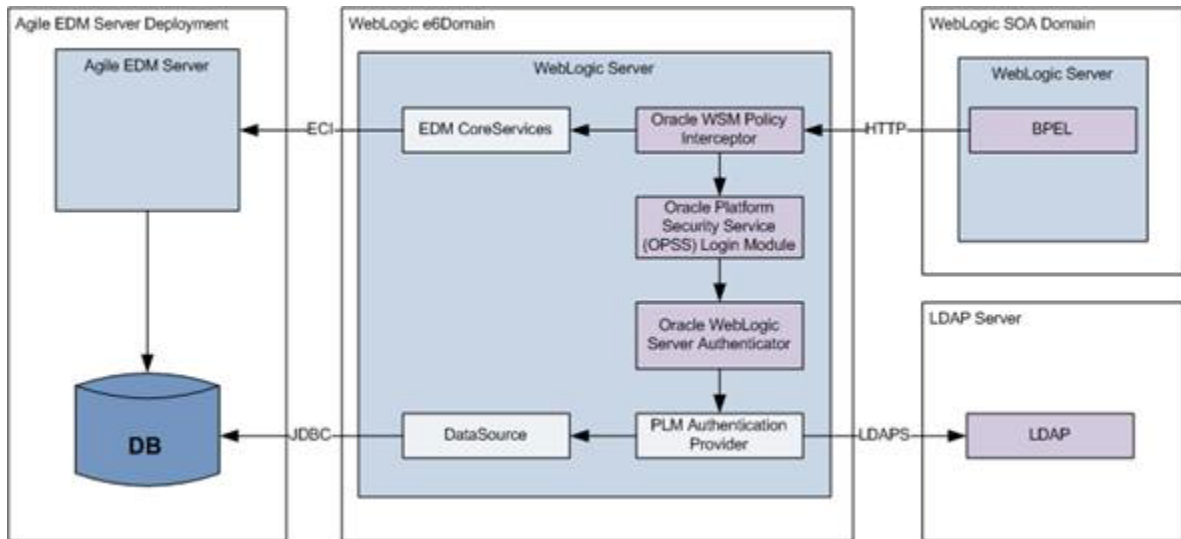 Agile EDM Server Deployment
Agile EDM Server
DB
WebLogic e6Domain
WebLogic Server
ECI
EDM CoreServices
Oracle WSM Policy
Interceptor
HTTP
Oracle Platform
Security Service
(OPSS) Login Module
Oracle WebLogic
Server Authenticator
JDBC
DataSource
PLM Authentication
Provider
LDAPS
WebLogic SOA Domain
WebLogic Server
BPEL
LDAP Server
LDAP